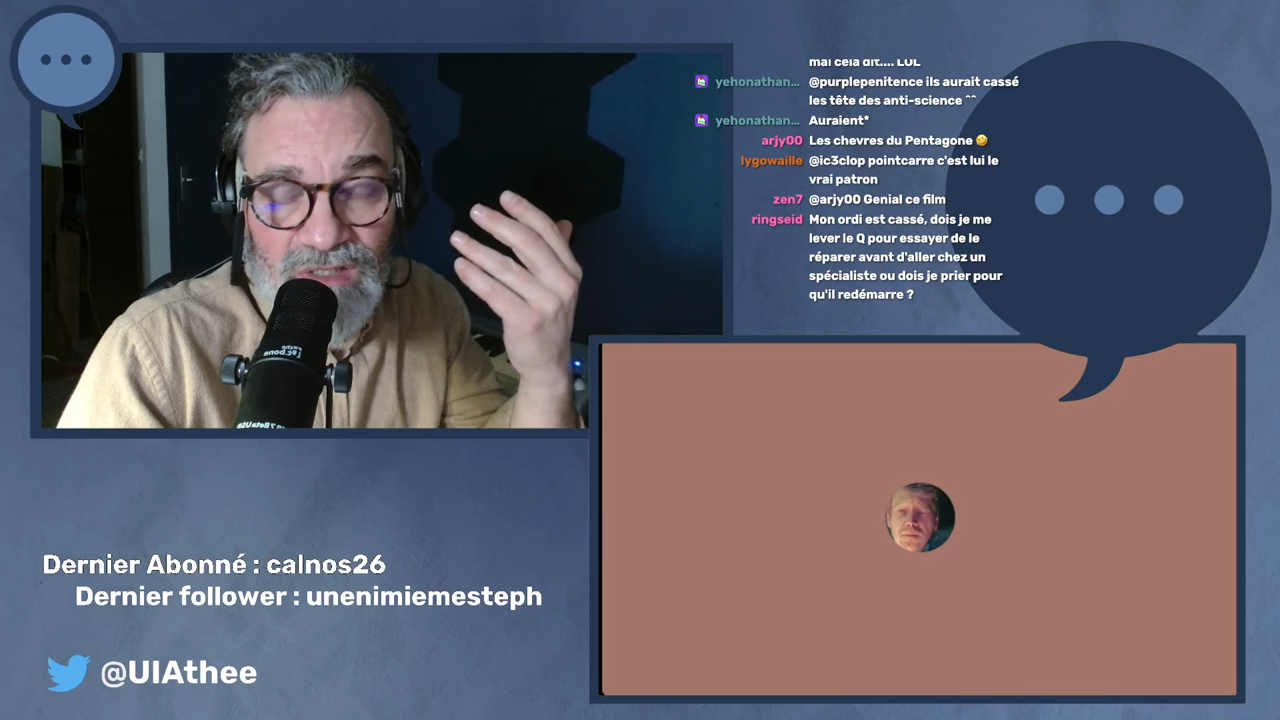 mai cela dit.... LOL
yehonathan... @purplepenitence ils aurait cassé
les tête des anti-science ^^
yehonathan... Auraient*
arjy00 Les chevres du Pentagone 🤣
lygowaille @ic3clop pointcarre c'est lui le
vrai patron
zen7 @arjy00 Genial ce film
ringseid Mon ordi est cassé, dois je me
lever le Q pour essayer de le
réparer avant d'aller chez un
spécialiste ou dois je prier pour
qu'il redémarre ?
Dernier Abonné : calnos26
Dernier follower : unenimiemesteph
@UIAthee